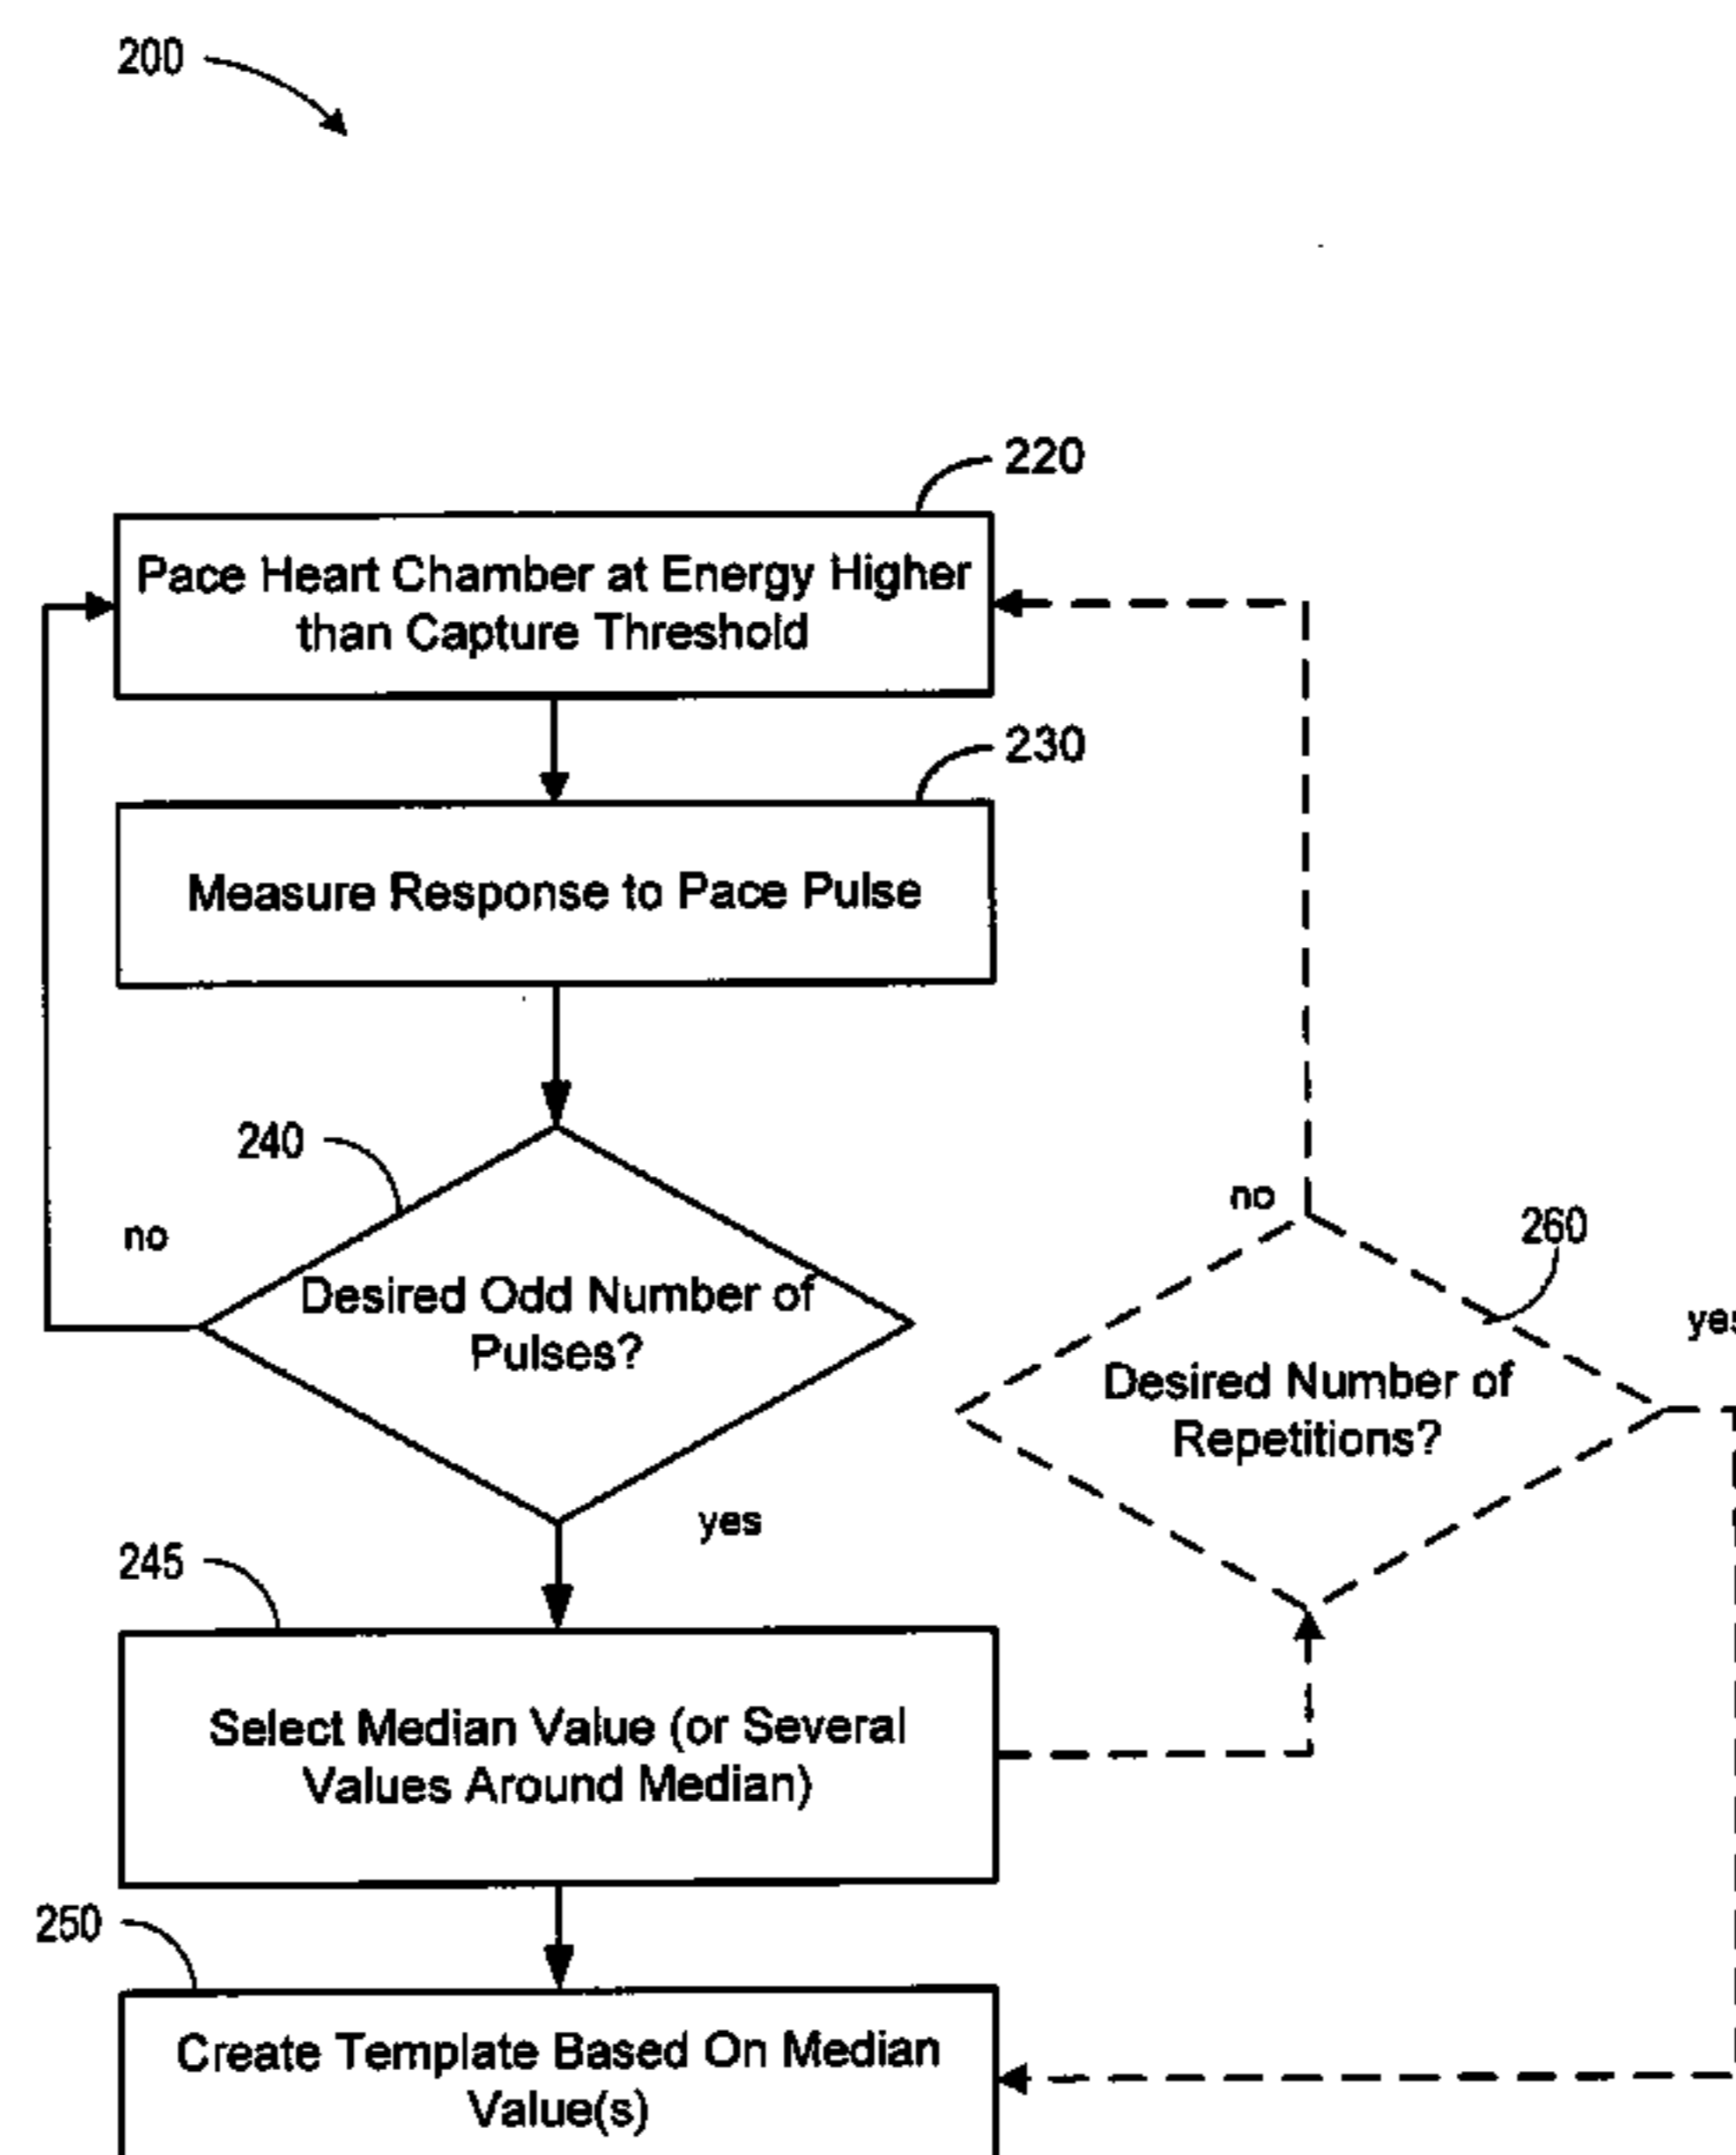 200
220
Pace Heart Chamber at Energy Higher
than Capture Threshold
230
Measure Response to Pace Pulse
240
no
Desired Odd Number of
Pulses?
yes
no
260
yes
Desired Number of
Repetitions?
245
Select Median Value (or Several
Values Around Median)
250
Create Template Based On Median
Value(s)